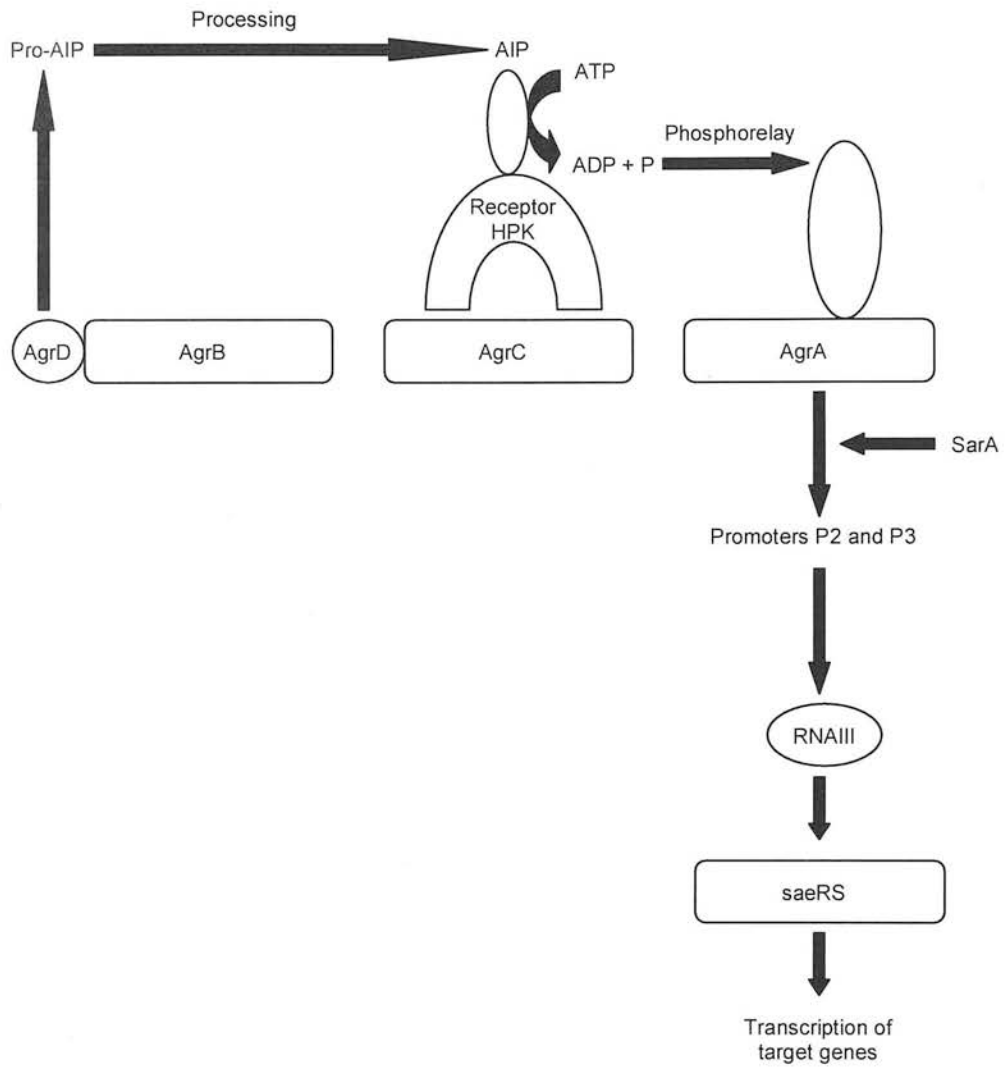 Processing
Pro-AIP
AIP
ATP
Phosphorelay
ADP + P
Receptor
HPK
AgrD
AgrB
AgrC
AgrA
SarA
Promoters P2 and P3
RNAIII
saeRS
Transcription of
target genes